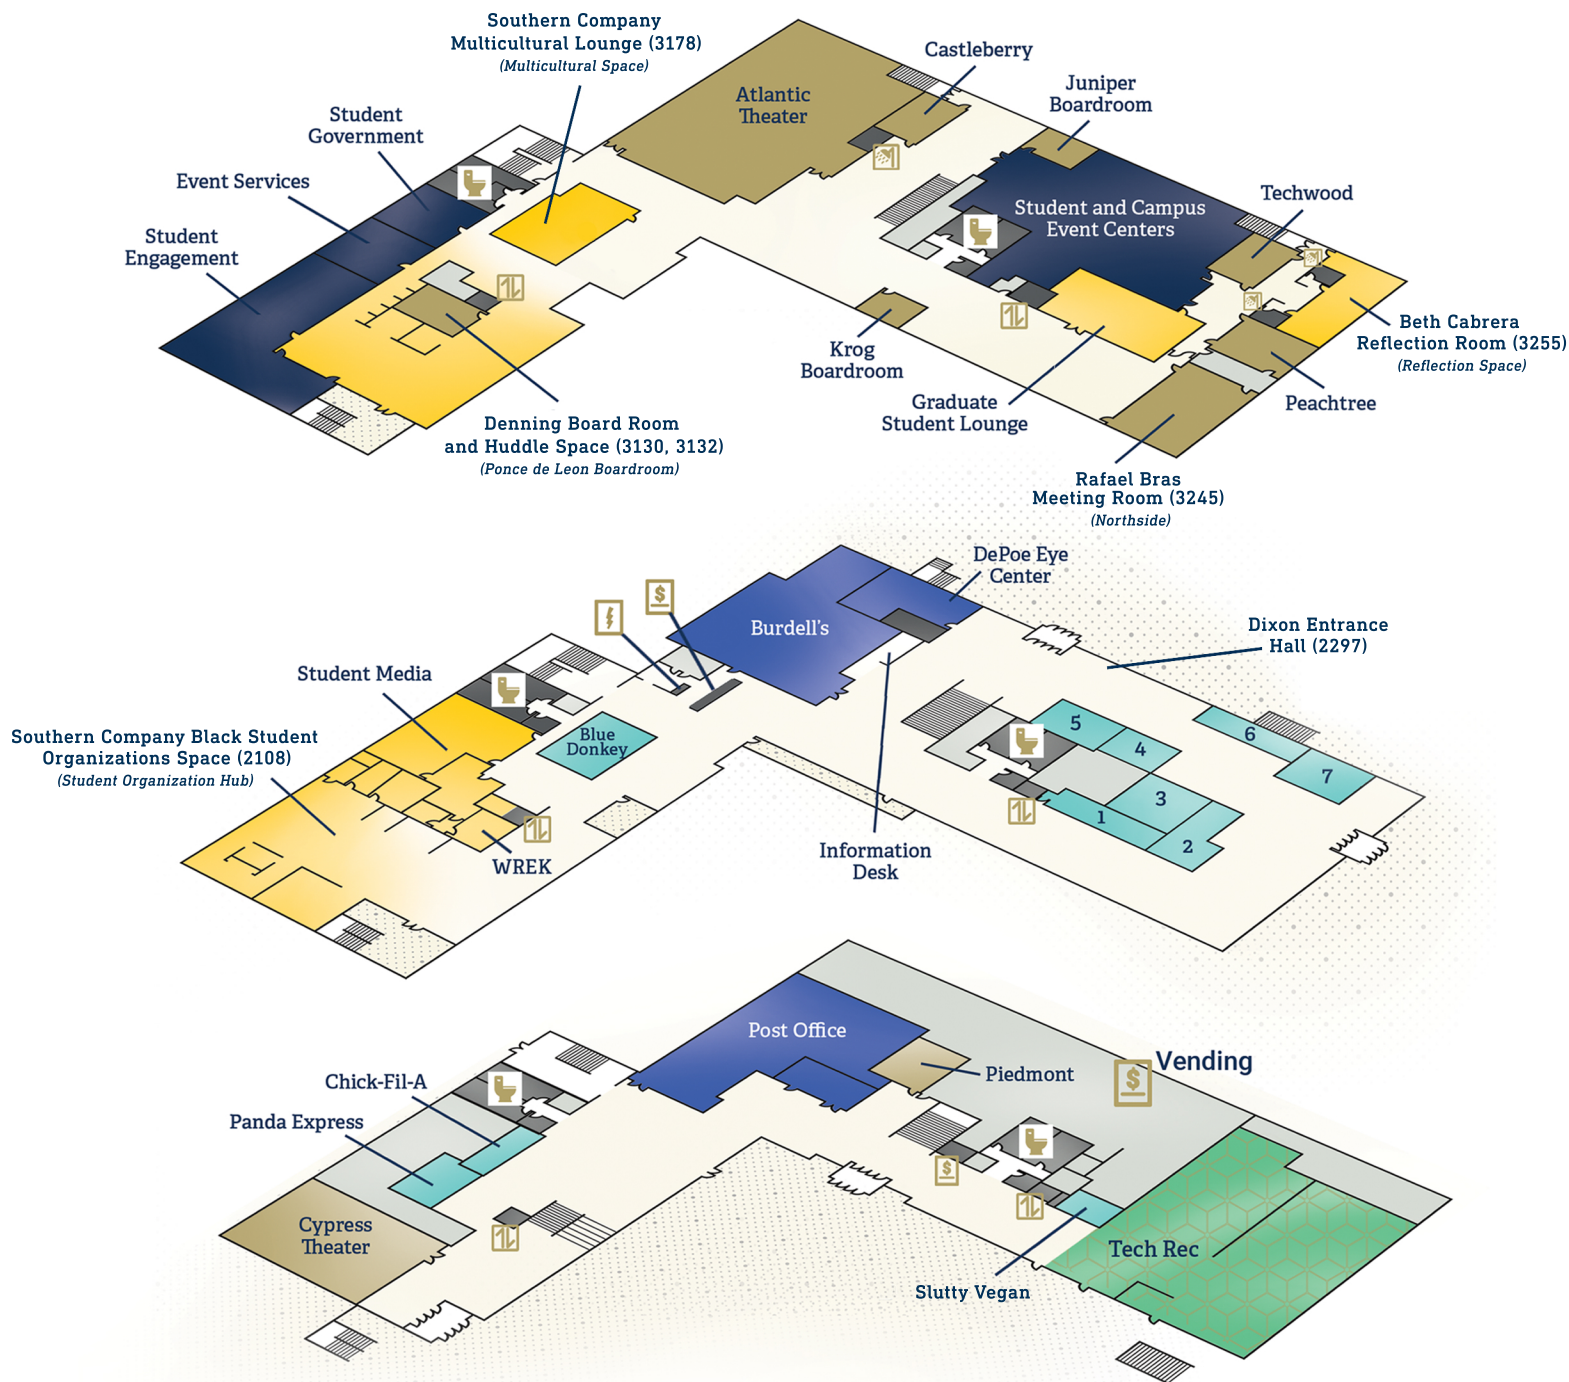 Southern Company
Multicultural Lounge (3178)
(Multicultural Space)
Castleberry
Juniper
Boardroom
Atlantic
Theater
Student
Government
Event Services
Techwood
Student and Campus
Event Centers
Student
Engagement
Beth Cabrera
Reflection Room (3255)
(Reflection Space)
Krog
Boardroom
Graduate
Student Lounge
Peachtree
Denning Board Room
and Huddle Space (3130, 3132)
(Ponce de Leon Boardroom)
Rafael Bras
Meeting Room (3245)
(Northside)
DePoe Eye
Center
$
Burdell's
Dixon Entrance
Hall (2297)
Student Media
Southern Company Black Student
Organizations Space (2108)
(Student Organization Hub)
Blue
Donkey
5
4
6
7
3
1
2
WREK
Information
Desk
Post Office
Piedmont
$
Vending
Chick-Fil-A
Panda Express
$
Cypress
Theater
Tech Rec
Slutty Vegan